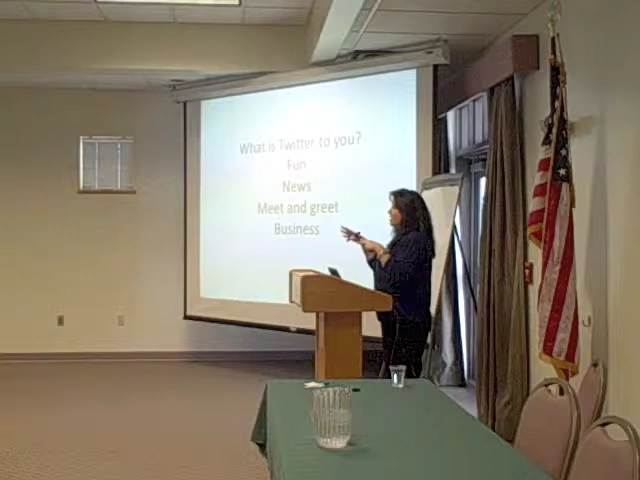 What is Twitter to you?
Fun
News
Meet and greet
Business